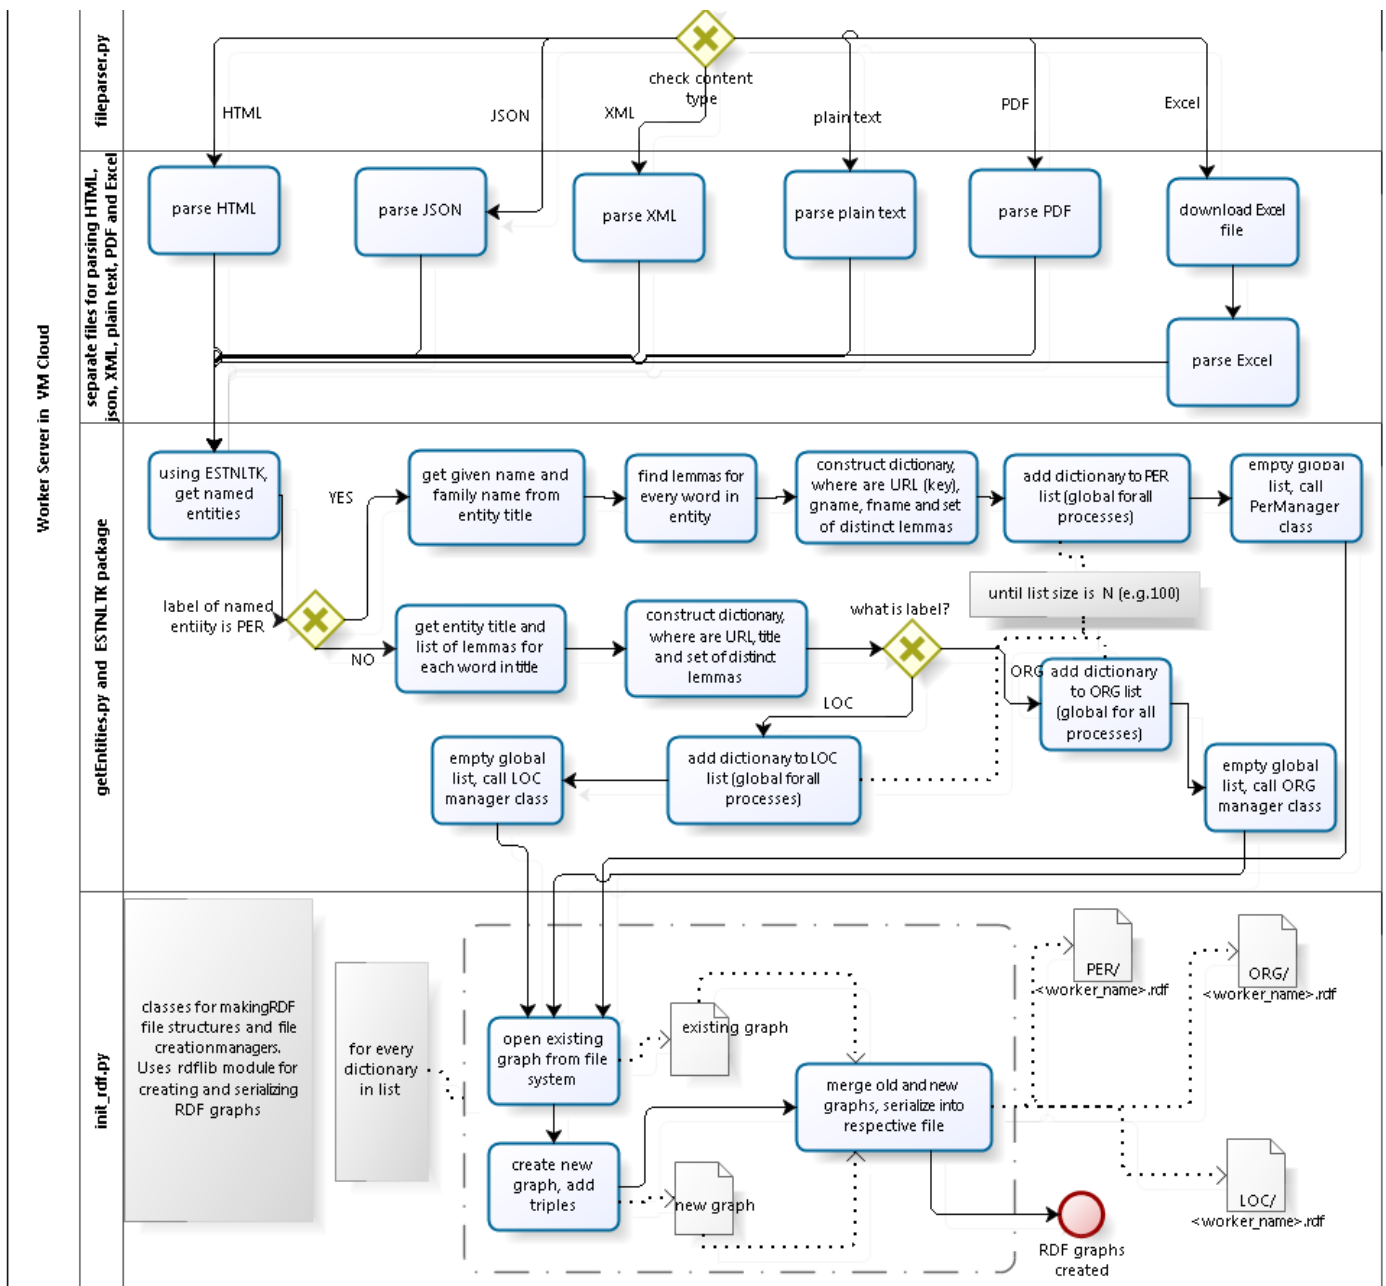 Worker Server in VM Cloud
fileparser.py
check content
type
HTML
JSON
XML
plain text
PDF
Excel
separate files for parsing HTML,
json, XML, plain text, PDF and Excel
parse HTML
parse JSON
parse XML
parse plain text
parse PDF
download Excel
file
parse Excel
getEntities.py and ESTNLTK package
using ESTNLTK,
get named
entities
YES
get given name and
family name from
entity title
find lemmas for
every word in
entity
construct dictionary,
where are URL (key),
gname, fname and set
of distinct lemmas
add dictionary to PER
list (global for all
processes)
empty global
list, call
PerManager
class
until list size is N (e.g.100)
label of named
entiity is PER
NO
get entity title and
list of lemmas for
each word in title
construct dictionary,
where are URL, title
and set of distinct
lemmas
what is label?
ORG
add dictionary
to ORG list
(global for all
processes)
LOC
empty global
list, call LOC
manager class
add dictionary to LOC
list (global for all
processes)
empty global
list, call ORG
manager class
init_rdf.py
classes for makingRDF
file structures and file
creationmanagers.
Uses rdflib module for
creating and serializing
RDF graphs
for every
dictionary
in list
open existing
graph from file
system
existing graph
create new
graph, add
triples
new graph
merge old and new
graphs, serialize into
respective file
PER/
<worker_name>.rdf
ORG/
<worker_name>.rdf
LOC/
<worker_name>.rdf
RDF graphs
created